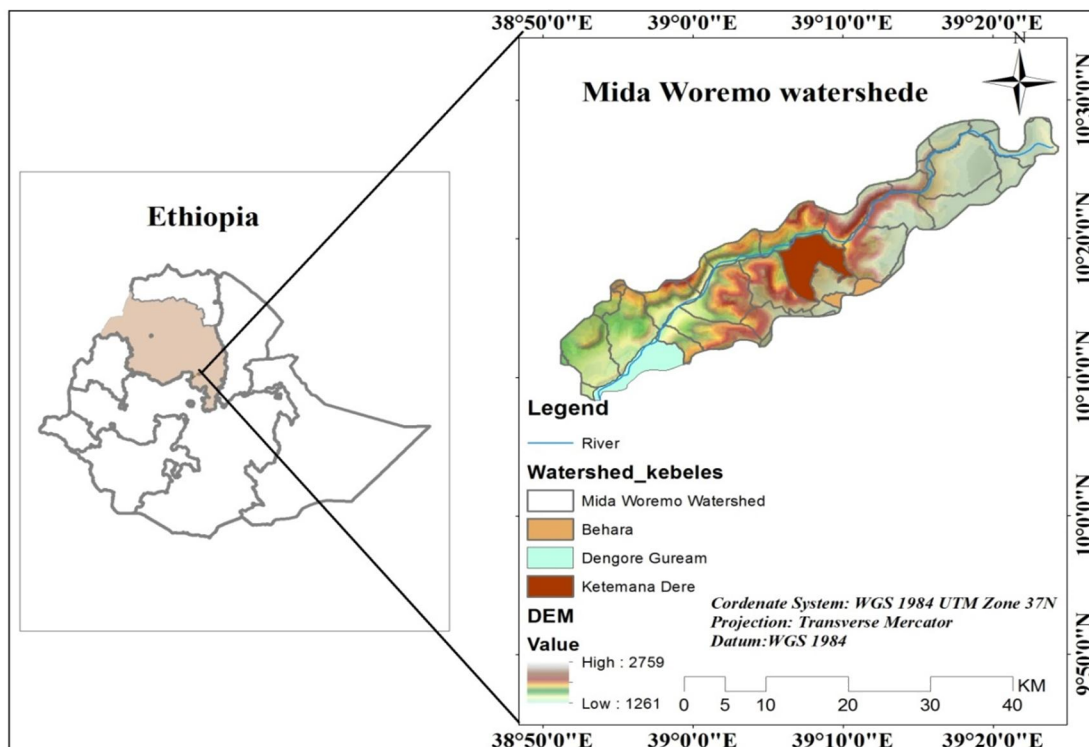 38°50'0"E 39°0'0"E 39°10'0"E 39°20'0"E
N
Mida Woremo watershede
10°30'0"N
Ethiopia
10°20'0"N
10°10'0"N
Legend
River
Watershed_kebeles
Mida Woremo Watershed
10°0'0"N
Behara
Dengore Guream
Ketemana Dere
DEM
Value
High : 2759
Low : 1261
Cordenate System: WGS 1984 UTM Zone 37N
Projection: Transverse Mercator
Datum:WGS 1984
9°50'0"N
KM
0 5 10 20 30 40
38°50'0"E 39°0'0"E 39°10'0"E 39°20'0"E